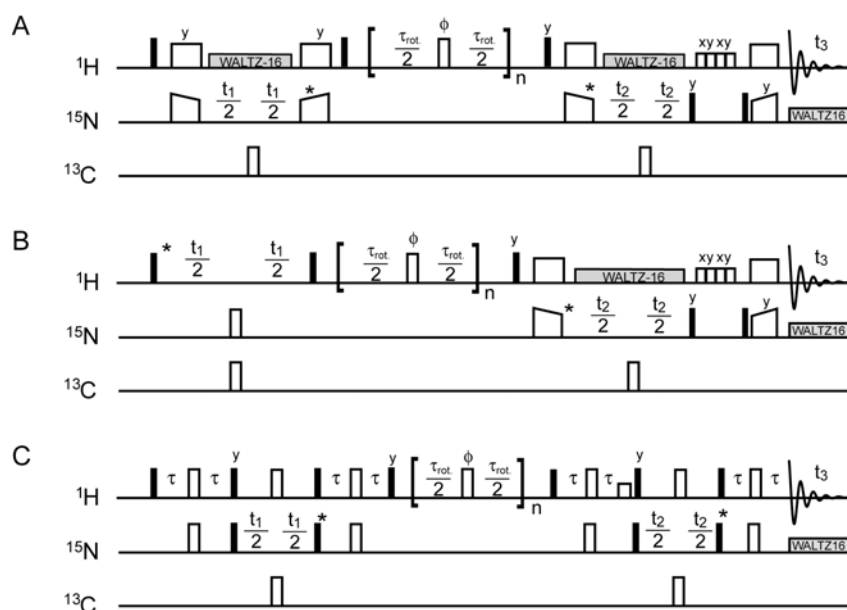 A
y y y xy xy t3
1H WALTZ-16 [ τrot. 2 ϕ τrot. 2 ] n WALTZ-16
15N t1 2 t1 2 * * t2 2 t2 2 y y WALTZ16
13C
B
* t1 2 t1 2 y xy xy t3
1H [ τrot. 2 ϕ τrot. 2 ] n WALTZ-16
15N * t2 2 t2 2 y y WALTZ16
13C
C
y y y t3
1H τ τ τ τ [ τrot. 2 ϕ τrot. 2 ] n τ τ τ τ
15N t1 2 t1 2 * t2 2 t2 2 * WALTZ16
13C